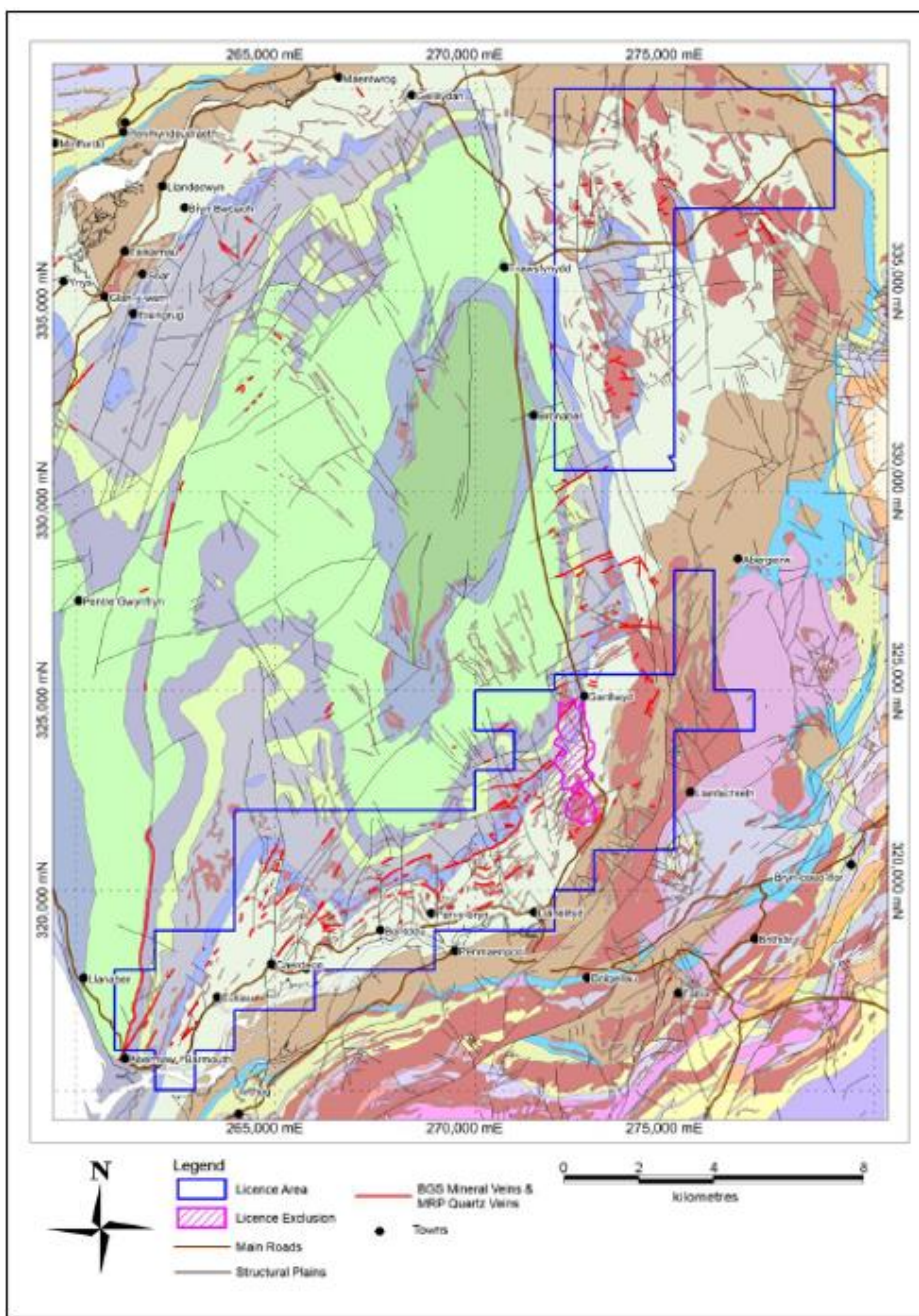 265,000 mE 270,000 mE 275,000 mE
Maentwrog
Gellilydan
Penrhyndeudraeth
Minffordd
Llandecwyn
Bryn Bwbach
Eisingrug
Ynys
Glan-y-wern
Trawsfynydd
335,000 mN
335,000 mN
Bronaber
330,000 mN
330,000 mN
Abergeirw
Pentre Gwynfryn
325,000 mN
325,000 mN
Ganllwyd
Llanfachreth
320,000 mN
320,000 mN
Llanelltyd
Bontddu
Penmaenpool
Brithdir
Caerdeon
Llanaber
Dolgellau
Cutiau
Barmouth
Arthog
265,000 mE 270,000 mE 275,000 mE
N
Legend
Licence Area
Licence Exclusion
Main Roads
Structural Plains
BGS Mineral Veins &
MRP Quartz Veins
Towns
0 2 4 6 8
kilometres